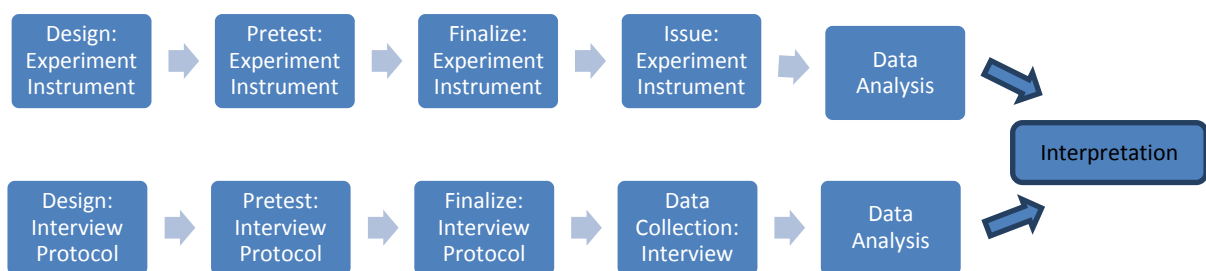 Design:
Experiment
Instrument
Pretest:
Experiment
Instrument
Finalize:
Experiment
Instrument
Issue:
Experiment
Instrument
Data
Analysis
Interpretation
Design:
Interview
Protocol
Pretest:
Interview
Protocol
Finalize:
Interview
Protocol
Data
Collection:
Interview
Data
Analysis